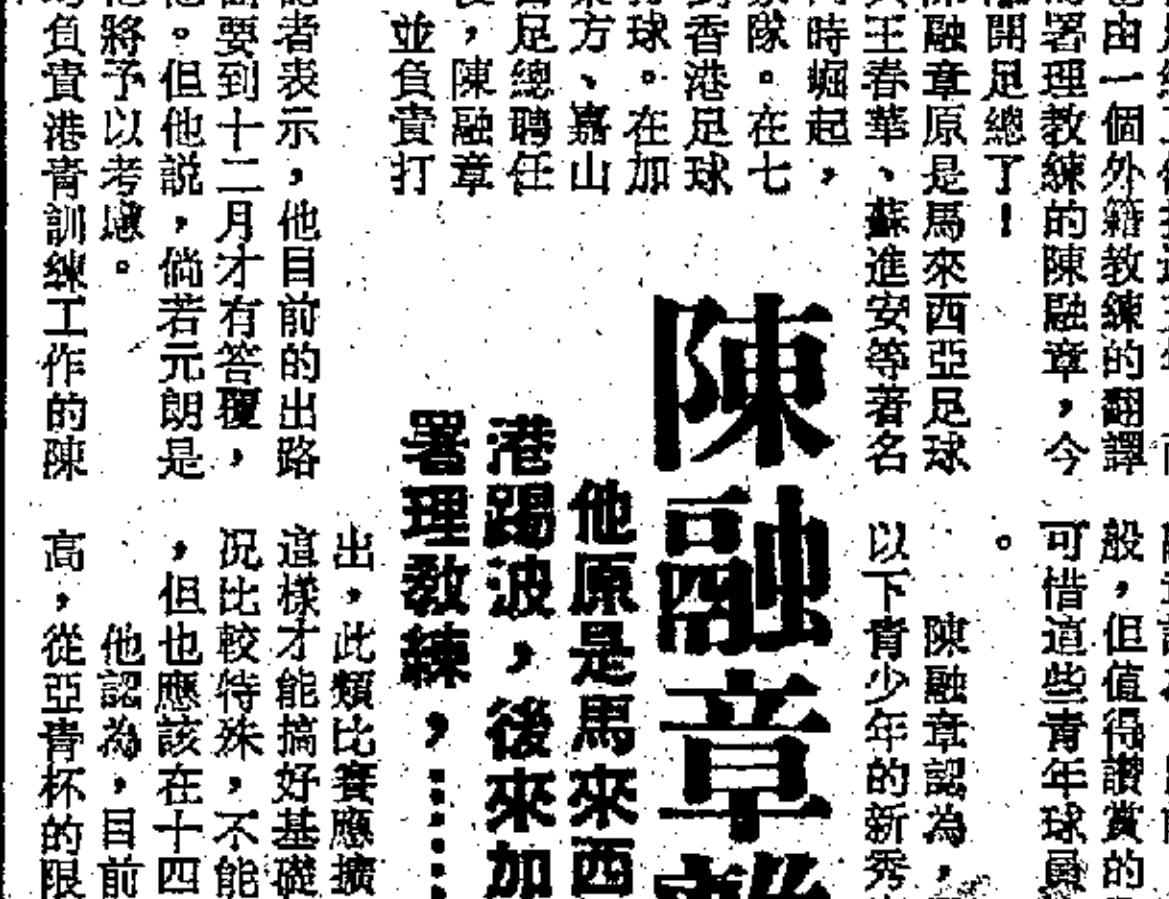 由一個外籍教練的翻譯
署理教練的陳融章，今
開足總了！
融章原是馬來西亞足球
王春華、蘇進安等著名
時崛起，
隊。在七
香港足球
球。在加
方、嘉山
足總聘任
，陳融章
並負責打
陳融章
他原是馬來西
港踢波，後來加
署理教練，……
者表示，他目前的出路
要到十二月才有答覆，
。但他説，倘若元朗是
將予以考慮。
負責港青訓練工作的陳
般，但值得讚賞的
可惜這些青年球員
。
陳融章認為，
以下青少年的新秀
出，此類比賽應擴
這樣才能搞好基礎
況比較特殊，不能
，但也應該在十四
他認為，目前
高，從亞青杯的限